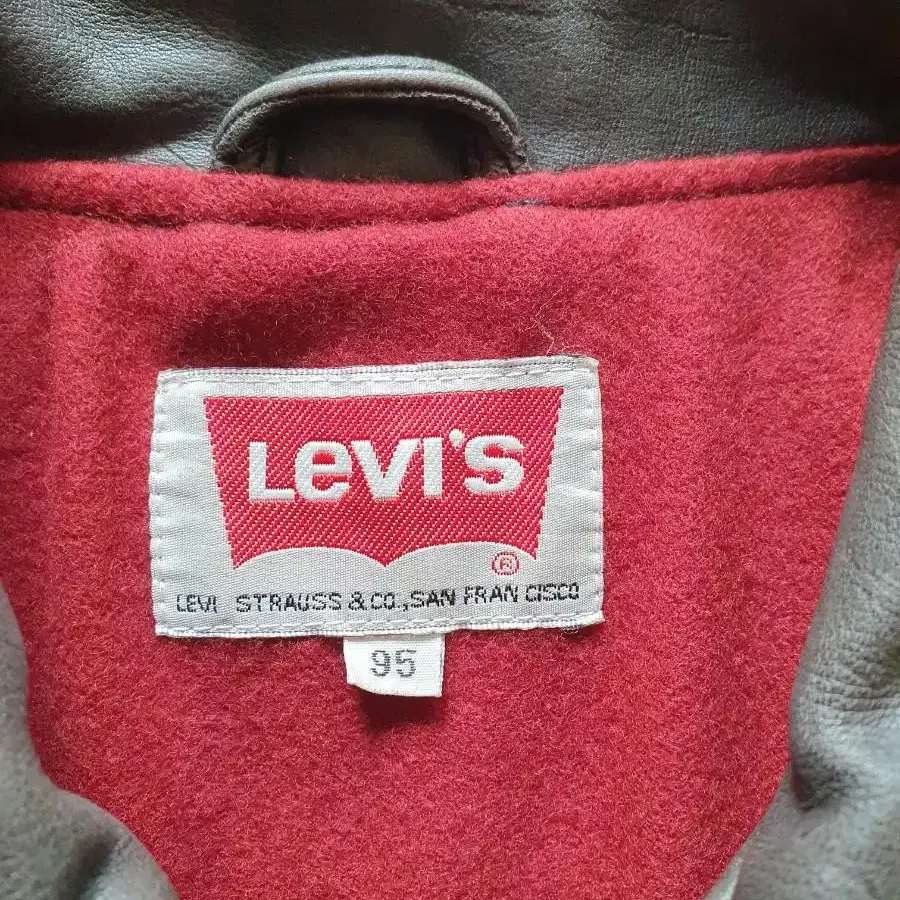 LEVI'S
®
LEVI STRAUSS & CO., SAN FRAN CISCO
95